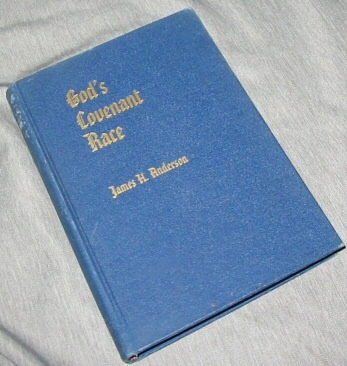 God's
Covenant
Race
James H. Anderson